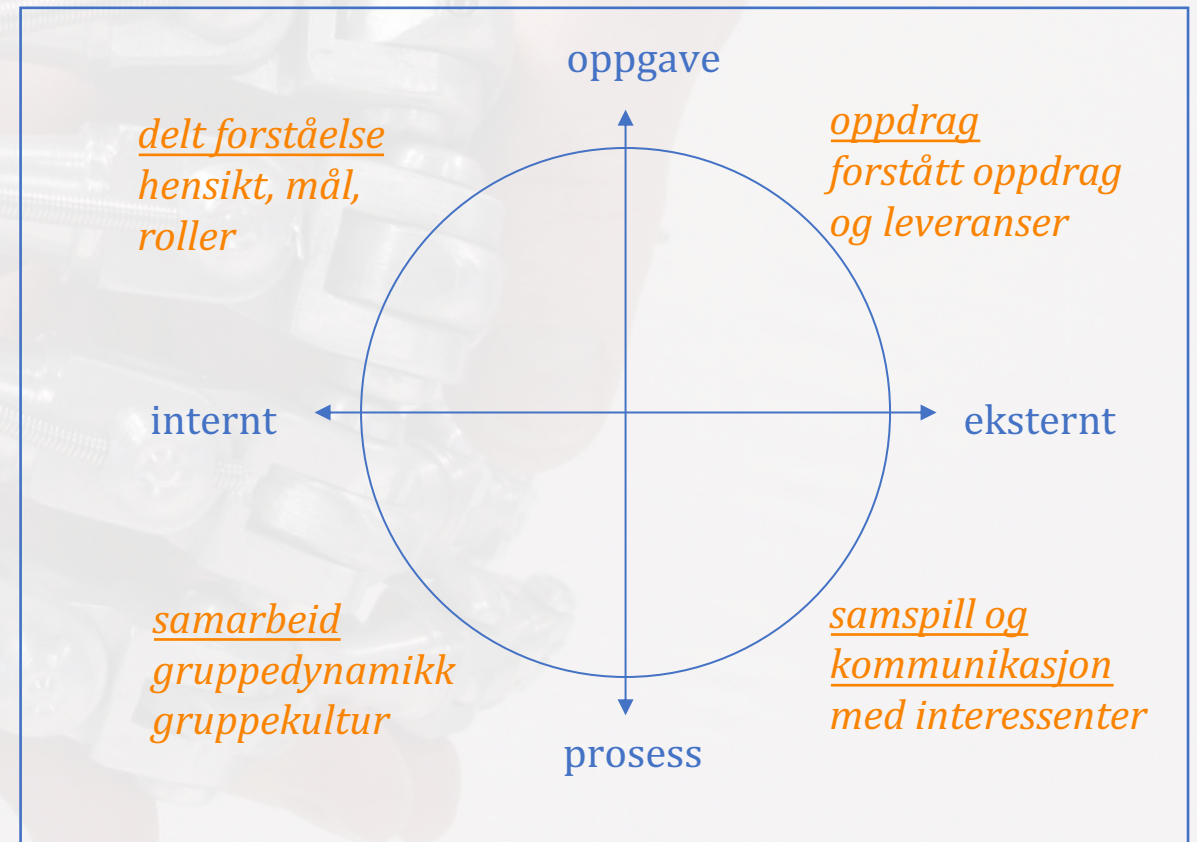 oppgave
delt forståelse
hensikt, mål,
roller
oppdrag
forstått oppdrag
og leveranser
internt
eksternt
samarbeid
gruppedynamikk
gruppekultur
samspill og
kommunikasjon
med interessenter
prosess